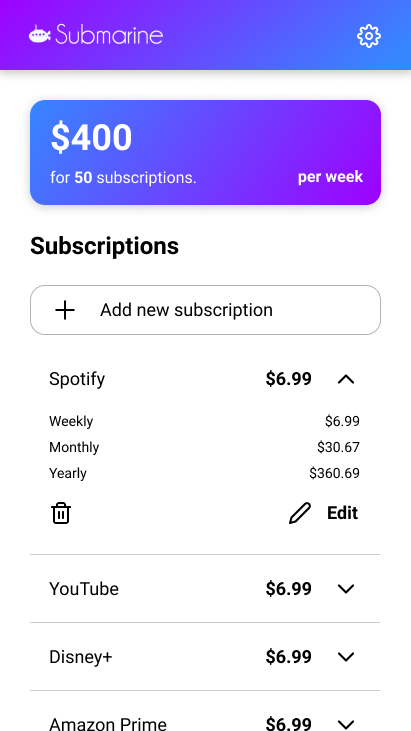 Submarine
$400
for 50 subscriptions.
per week
Subscriptions
Add new subscription
Spotify $6.99
Weekly $6.99
Monthly $30.67
Yearly $360.69
Edit
YouTube $6.99
Disney+ $6.99
Amazon Prime $6.99